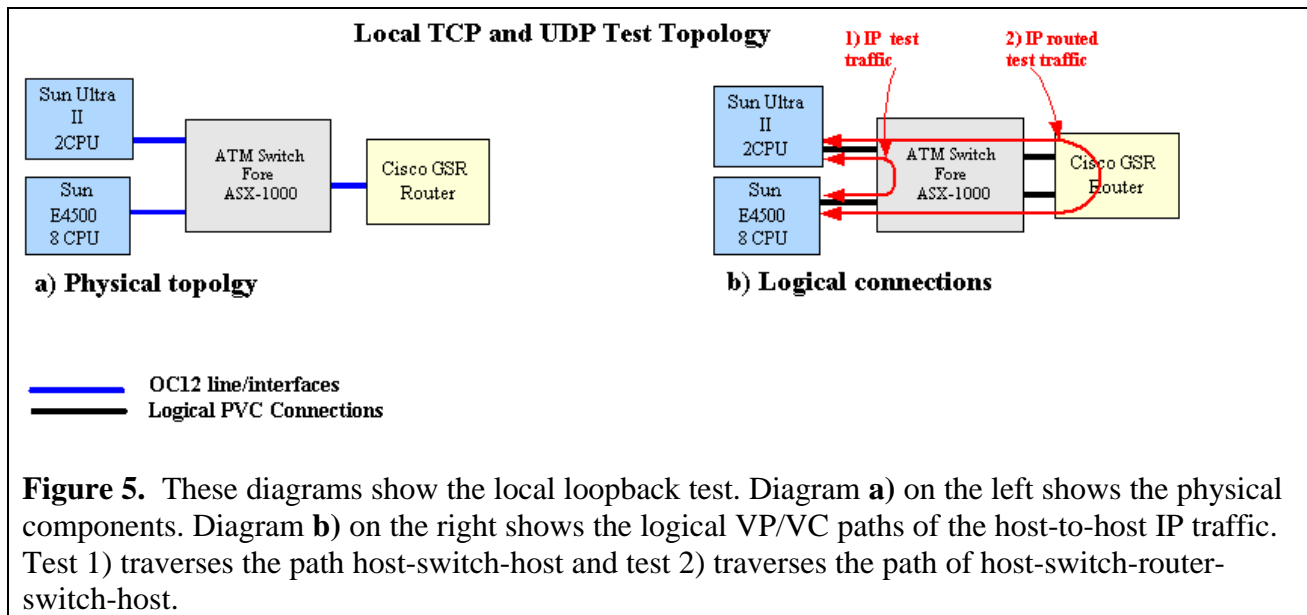 Local TCP and UDP Test Topology
1) IP test
traffic
2) IP routed
test traffic
Sun Ultra
II
2CPU
Sun
E4500
8 CPU
ATM Switch
Fore
ASX-1000
Cisco GSR
Router
a) Physical topolgy
Sun Ultra
II
2CPU
Sun
E4500
8 CPU
ATM Switch
Fore
ASX-1000
Cisco GSR
Router
b) Logical connections
OC12 line/interfaces
Logical PVC Connections
Figure 5. These diagrams show the local loopback test. Diagram a) on the left shows the physical
components. Diagram b) on the right shows the logical VP/VC paths of the host-to-host IP traffic.
Test 1) traverses the path host-switch-host and test 2) traverses the path of host-switch-router-
switch-host.